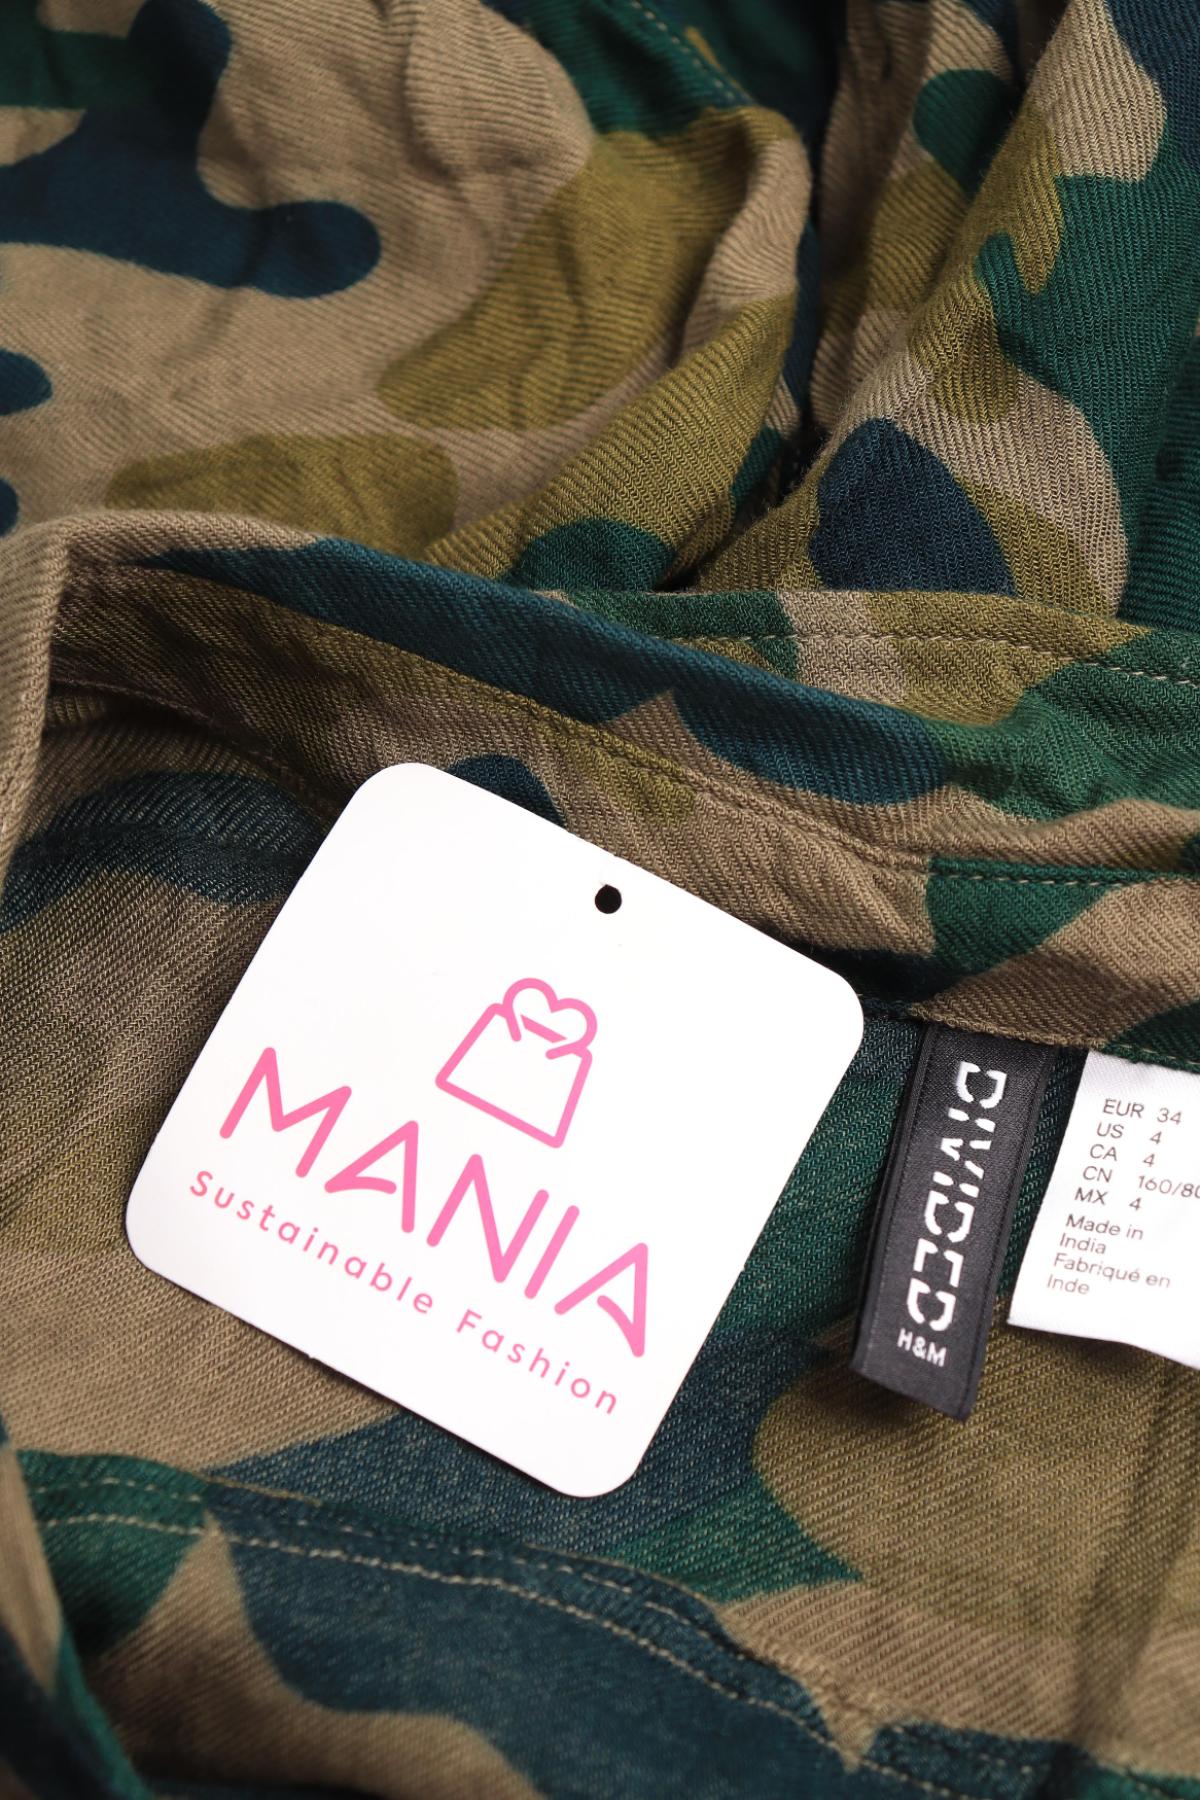 MANIA
Sustainable Fashion
DIVIDED
H&M
EUR 34
US 4
CA 4
CN 160/80
MX 4
Made in
India
Fabriqué en
Inde